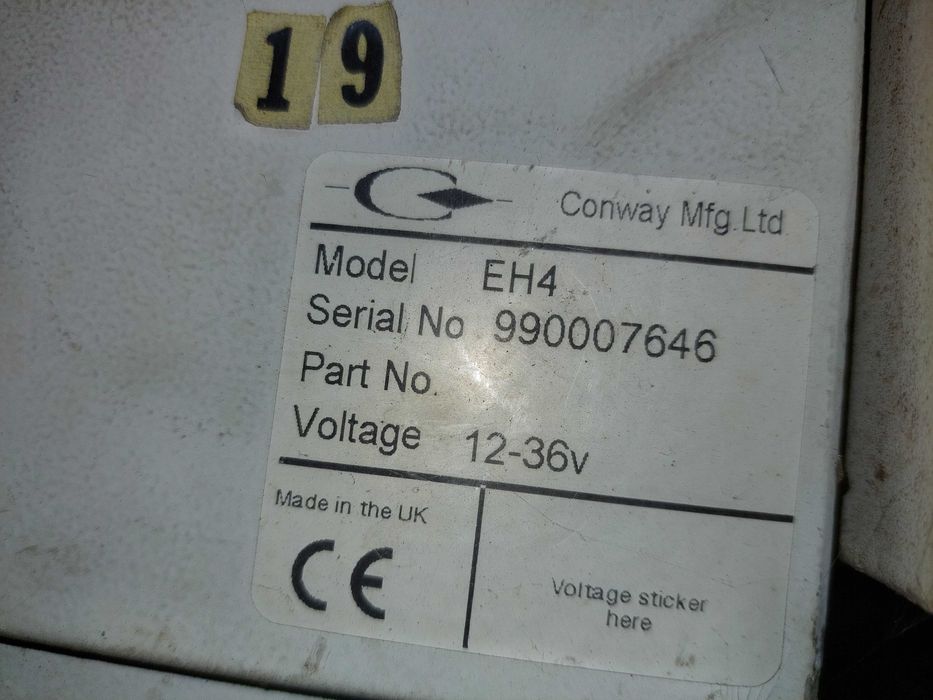 19
Conway Mfg.Ltd
Model EH4
Serial No 990007646
Part No.
Voltage 12-36v
Made in the UK
CE
Voltage sticker
here